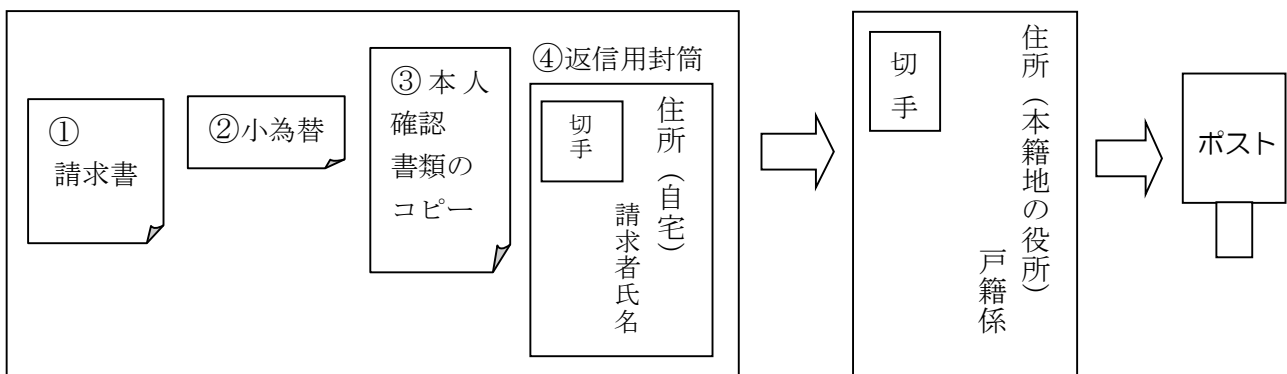 ①
請求書
②小為替
③本人
確認
書類の
コピー
④返信用封筒
切手
住所（自宅）
請求者氏名
切手
住所（本籍地の役所）
戸籍係
ポスト